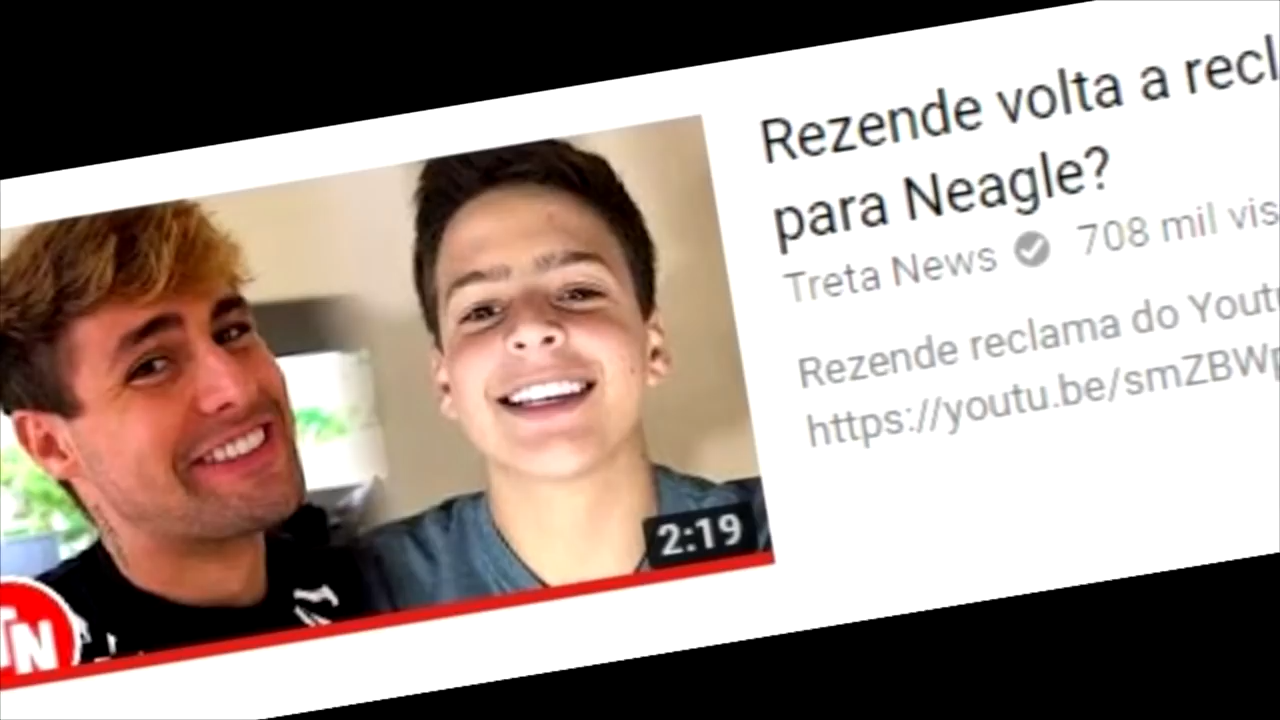 Rezende volta a recl
para Neagle?
Treta News 708 mil vis
Rezende reclama do Yout
https://youtu.be/smZBW
2:19
TN